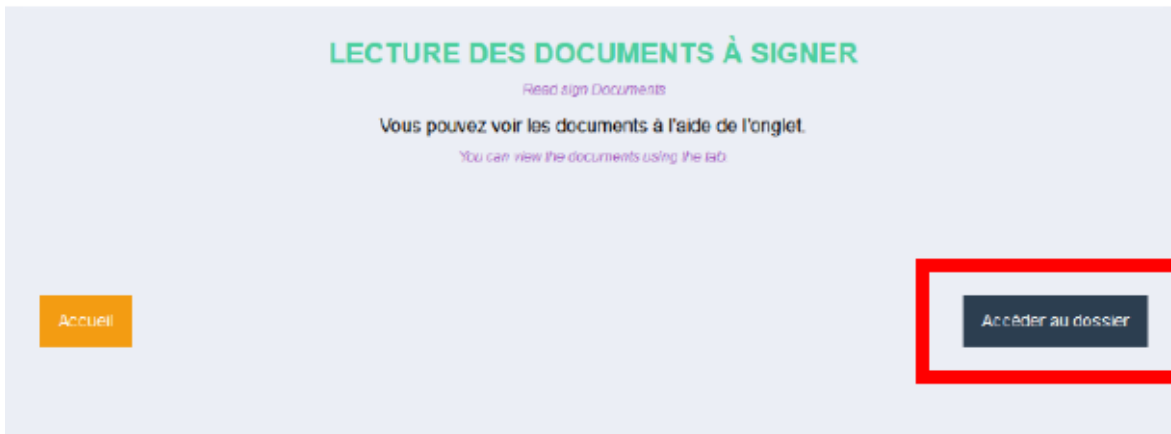 LECTURE DES DOCUMENTS À SIGNER
Read sign Documents
Vous pouvez voir les documents à l'aide de l'onglet.
You can view the documents using the tab.
Accueil
Accéder au dossier